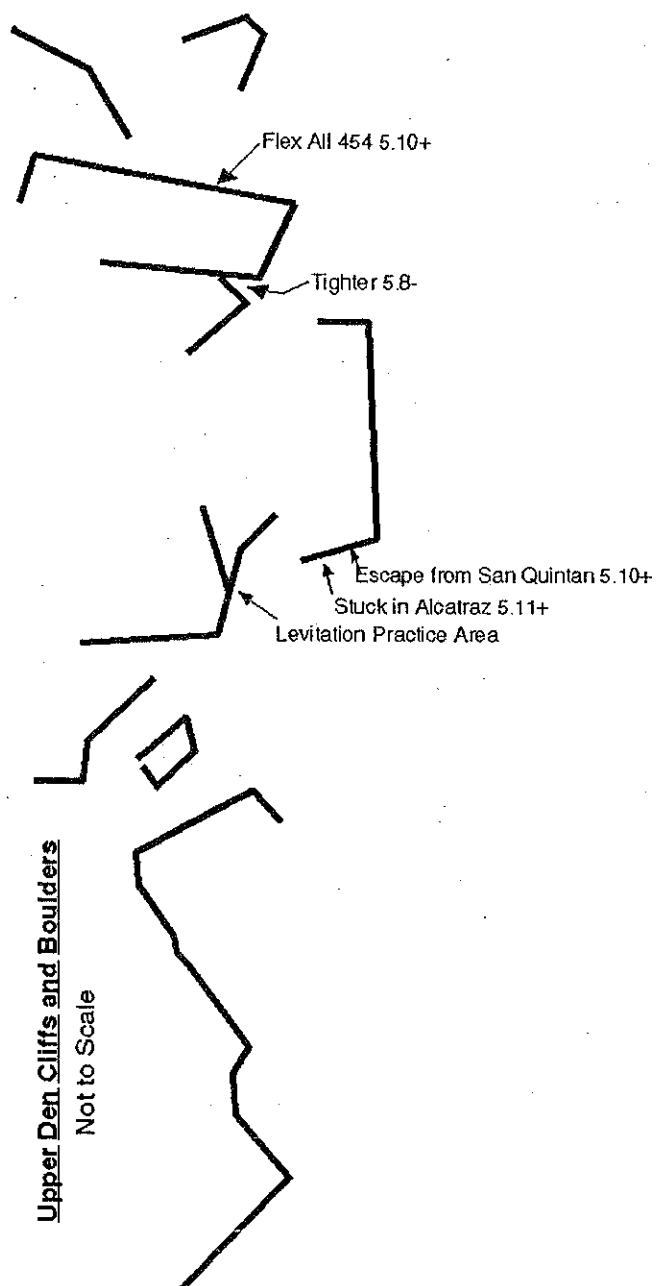 Flex All 454 5.10+
Tighter 5.8-
Escape from San Quintan 5.10+
Stuck in Alcatraz 5.11+
Levitation Practice Area
Upper Den Cliffs and Boulders
Not to Scale